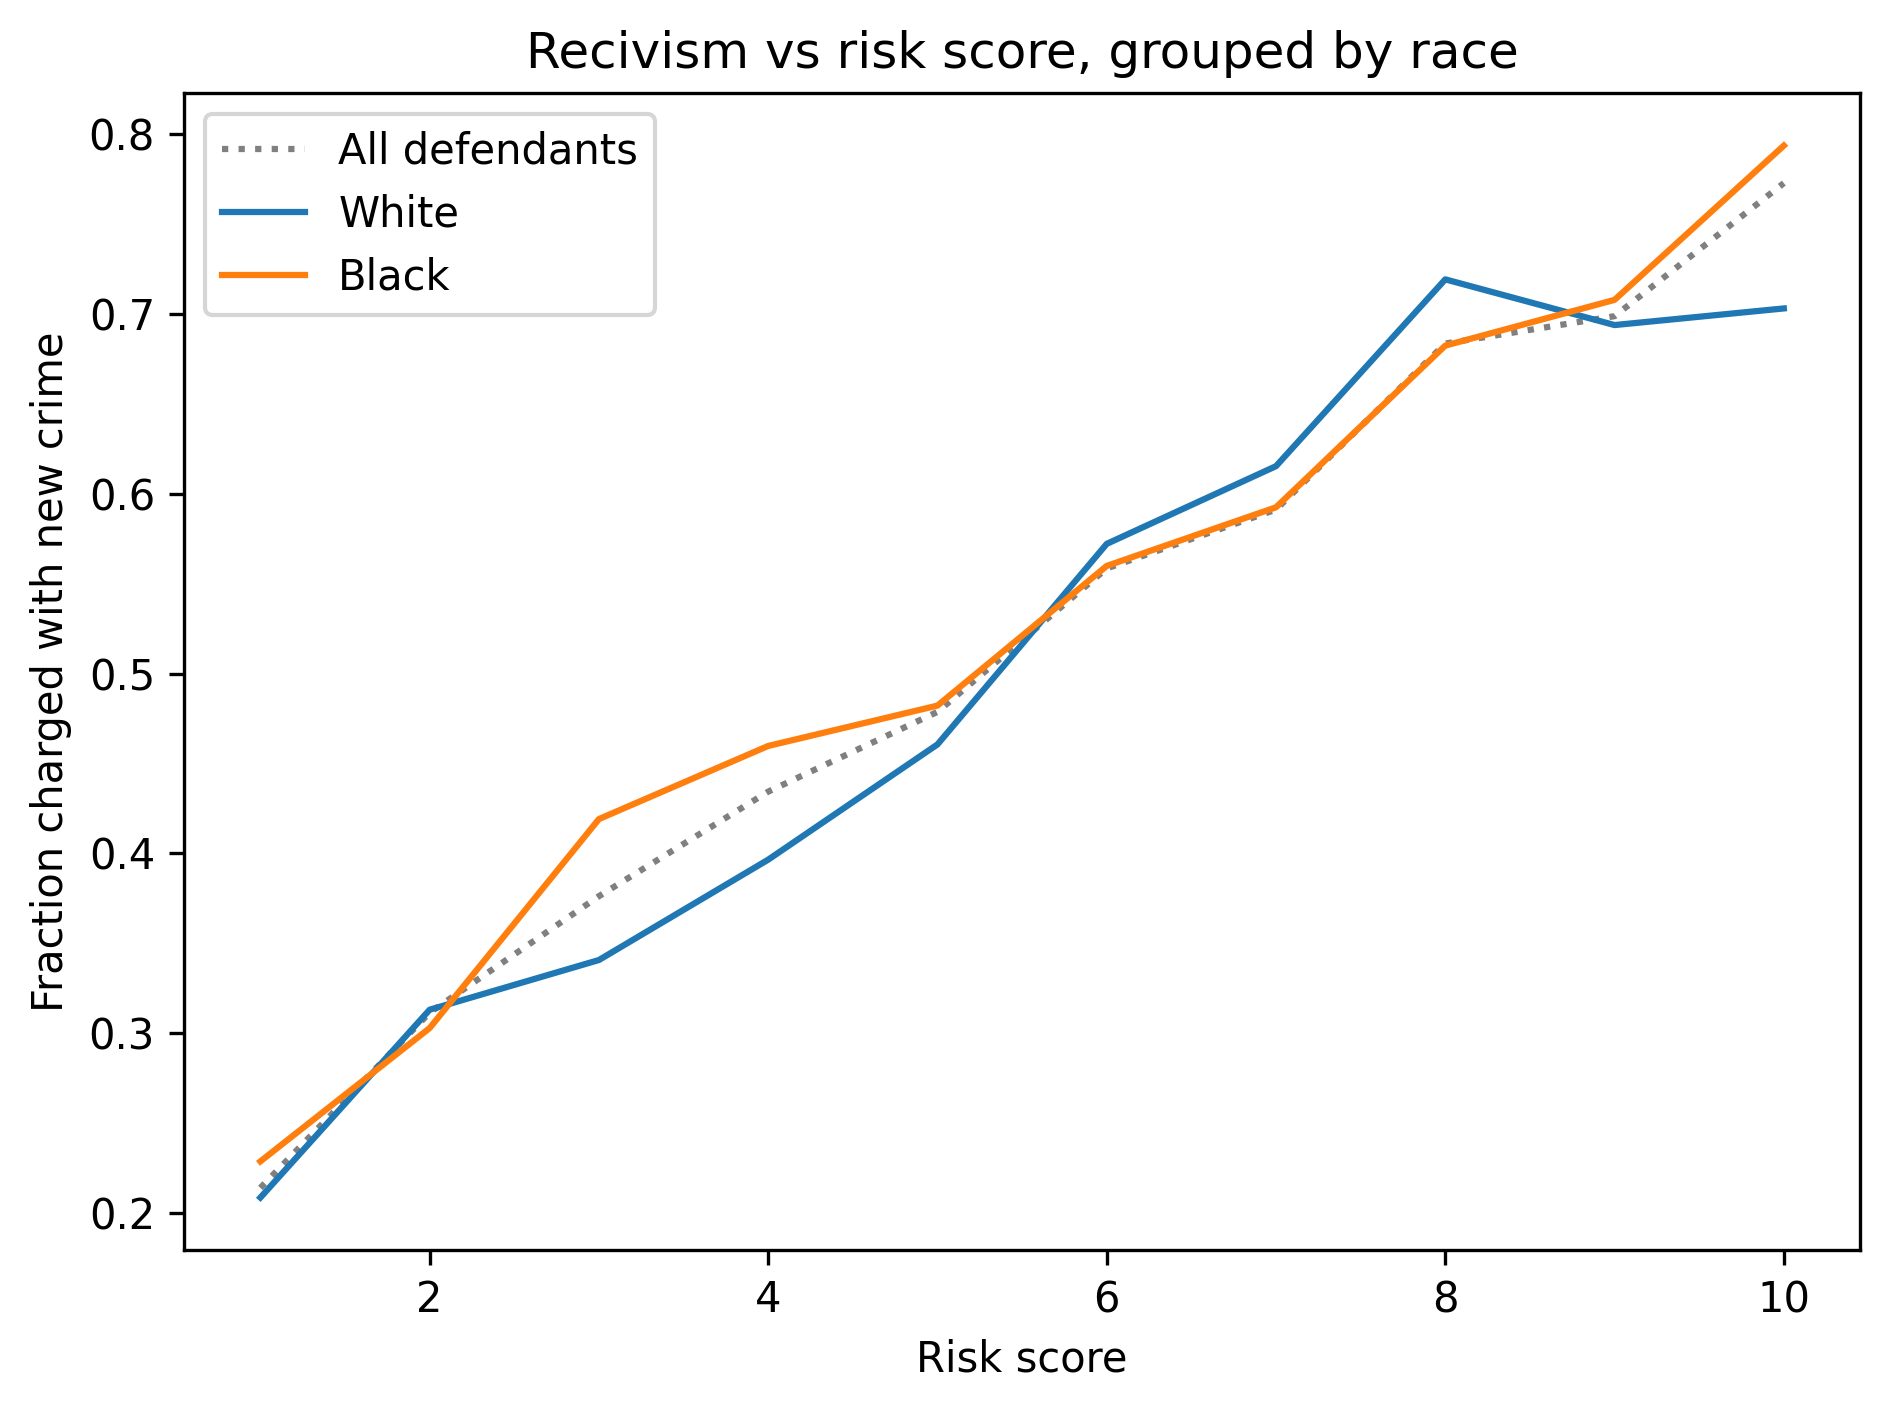 Recivism vs risk score, grouped by race
All defendants
White
Black
Fraction charged with new crime
0.8
0.7
0.6
0.5
0.4
0.3
0.2
2 4 6 8 10
Risk score